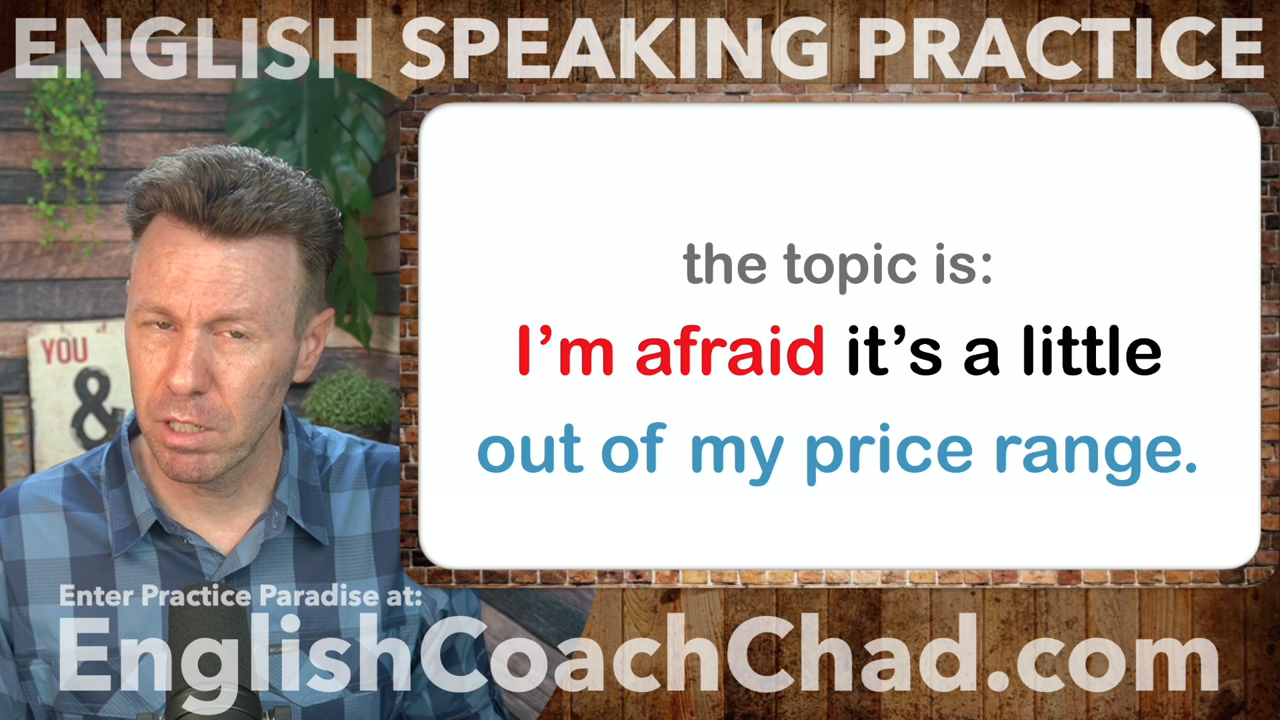 ENGLISH SPEAKING PRACTICE
YOU
&
the topic is:
I’m afraid it’s a little
out of my price range.
Enter Practice Paradise at:
EnglishCoachChad.com